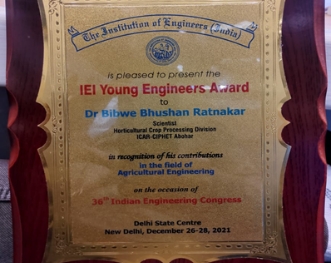 The Institution of Engineers (India)
is pleased to present the
IEI Young Engineers Award
to
Dr Bibwe Bhushan Ratnakar
Scientist
Horticultural Crop Processing Division
ICAR-CIPHET Abohar
in recognition of his contributions
in the field of
Agricultural Engineering
on the occasion of
36th Indian Engineering Congress
Delhi State Centre
New Delhi, December 26-28, 2021